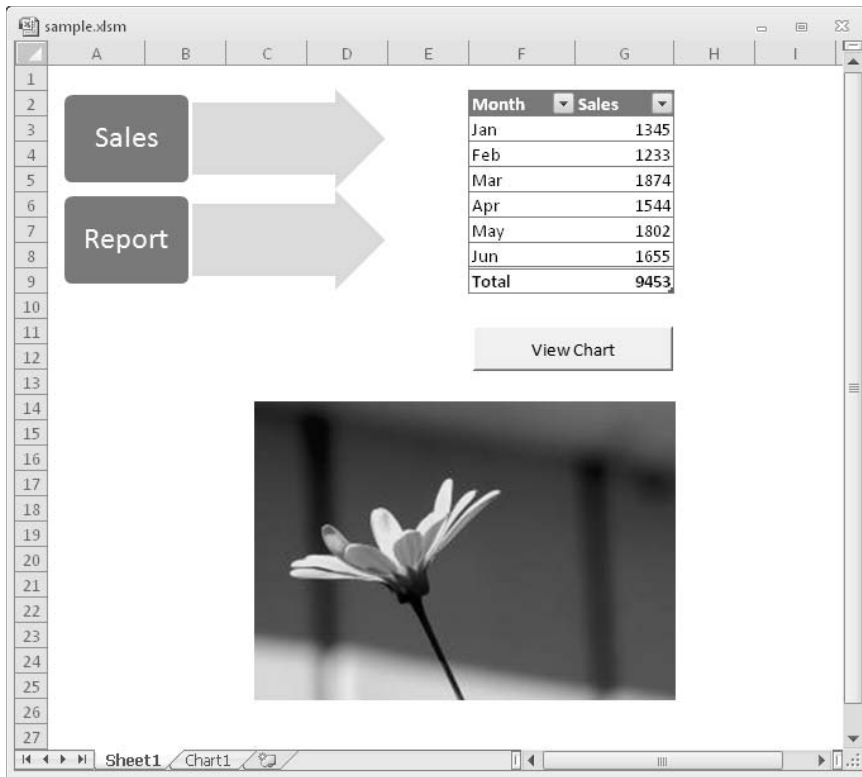 sample.xlsm
A B C D E F G H I
1
2 Month Sales
3 Jan 1345
4 Feb 1233
5 Mar 1874
6 Apr 1544
7 May 1802
8 Jun 1655
9 Total 9453
Sales
Report
10
11
12
View Chart
13
14
15
16
17
18
19
20
21
22
23
24
25
26
27
Sheet1 Chart1